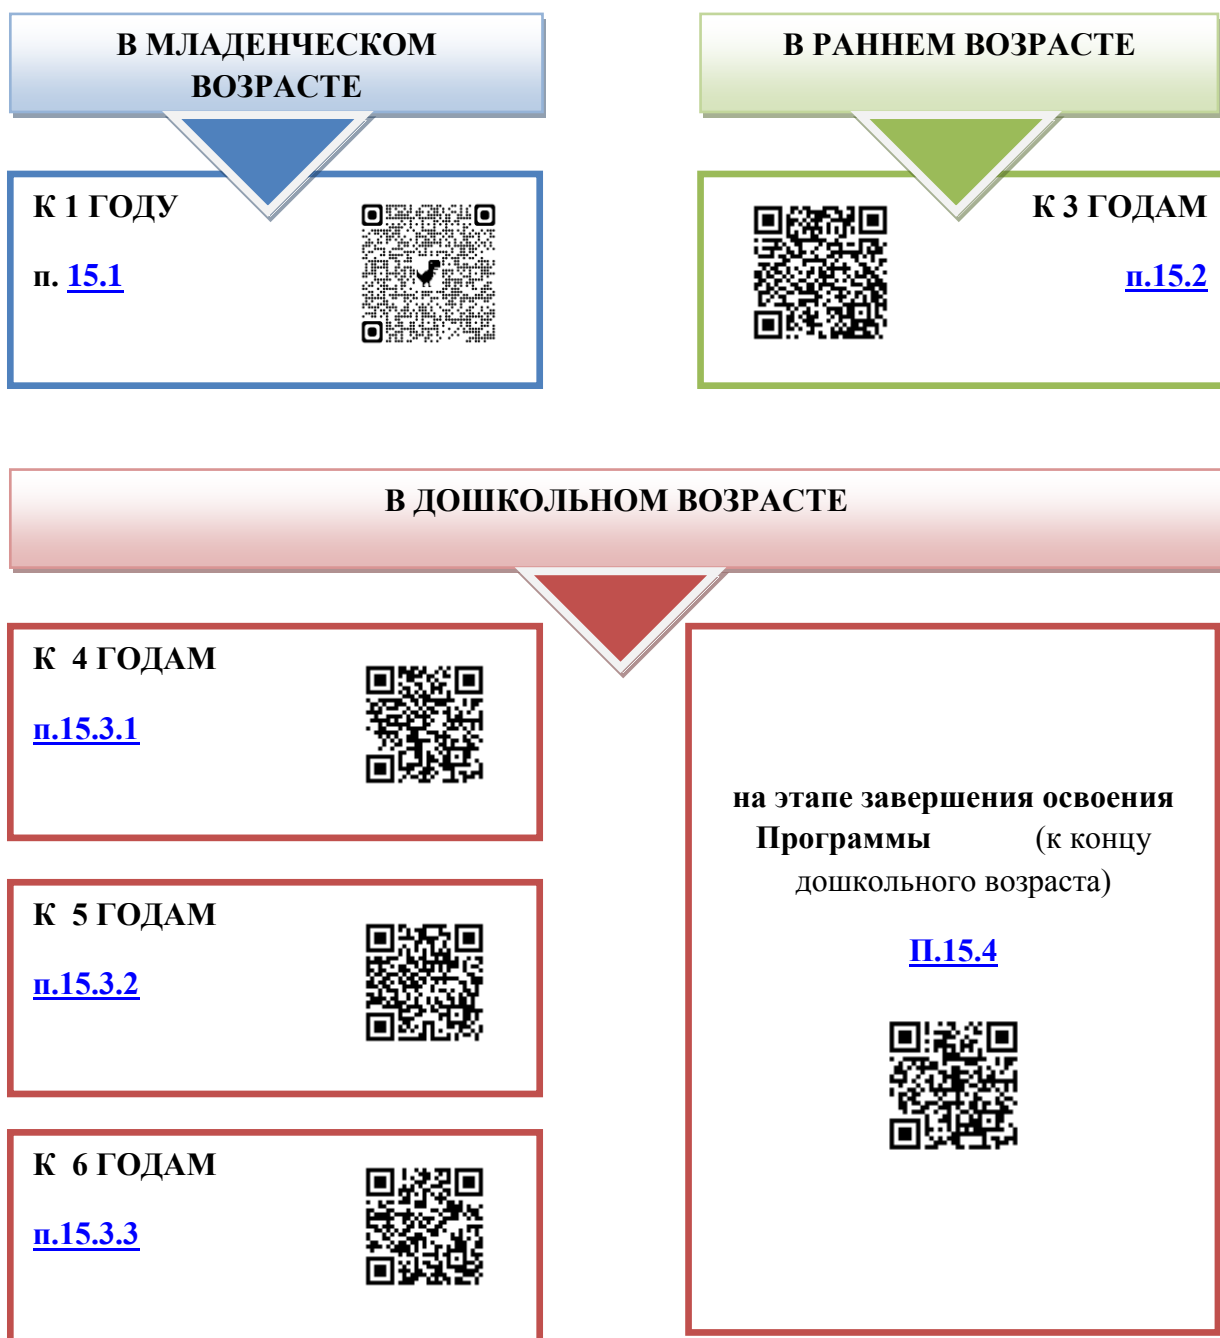 В МЛАДЕНЧЕСКОМ
ВОЗРАСТЕ
К 1 ГОДУ
п. 15.1
В РАННЕМ ВОЗРАСТЕ
К 3 ГОДАМ
п.15.2
В ДОШКОЛЬНОМ ВОЗРАСТЕ
К 4 ГОДАМ
п.15.3.1
К 5 ГОДАМ
п.15.3.2
К 6 ГОДАМ
п.15.3.3
на этапе завершения освоения
Программы (к концу
дошкольного возраста)
П.15.4